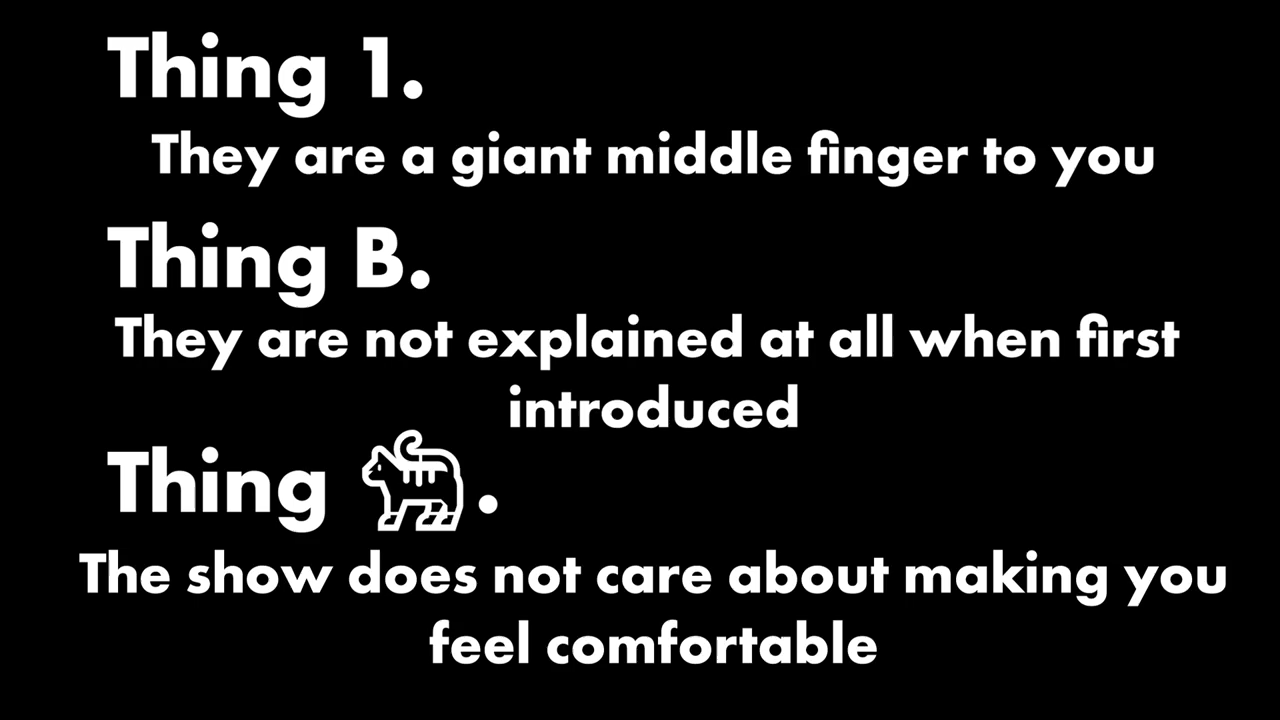 Thing 1.
They are a giant middle finger to you
Thing B.
They are not explained at all when first
introduced
Thing 🐅.
The show does not care about making you
feel comfortable